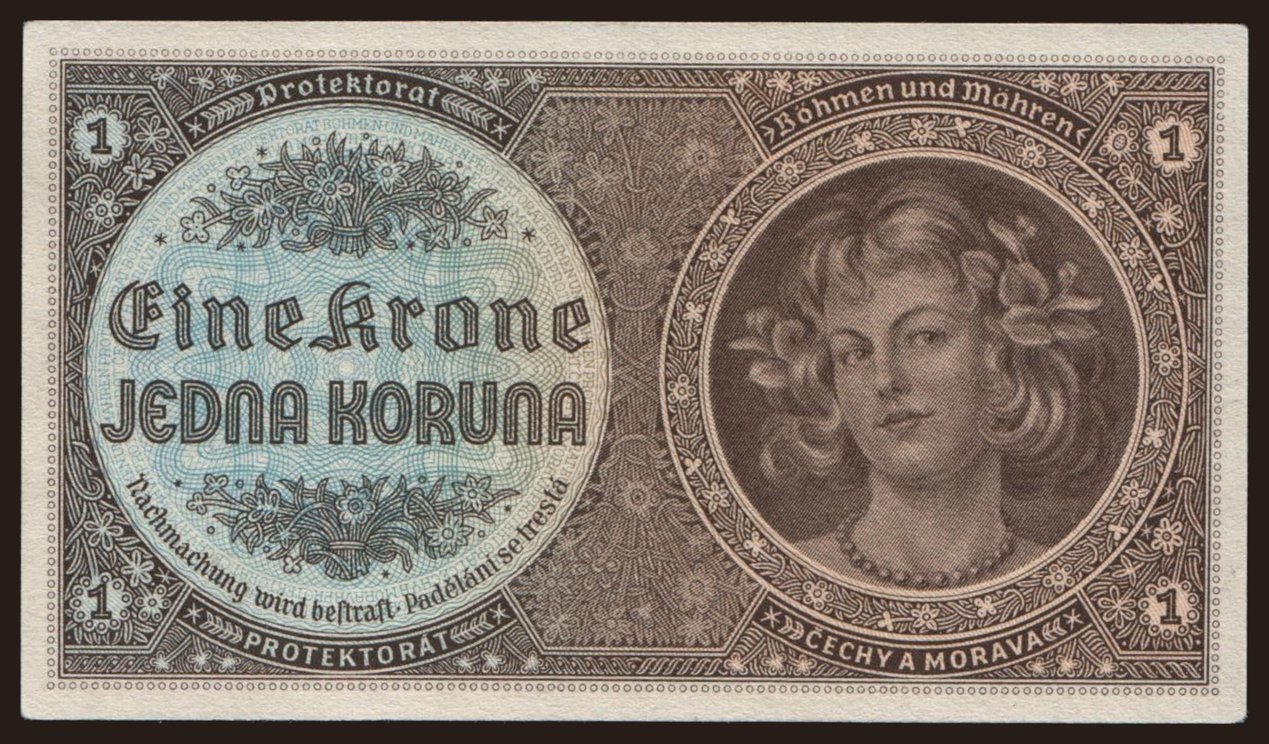 Protektorat
Böhmen und Mähren
1
1
Eine Krone
JEDNA KORUNA
Nachmachung wird bestraft · Padělání se trestá
1
1
PROTEKTORÁT
ČECHY A MORAVA